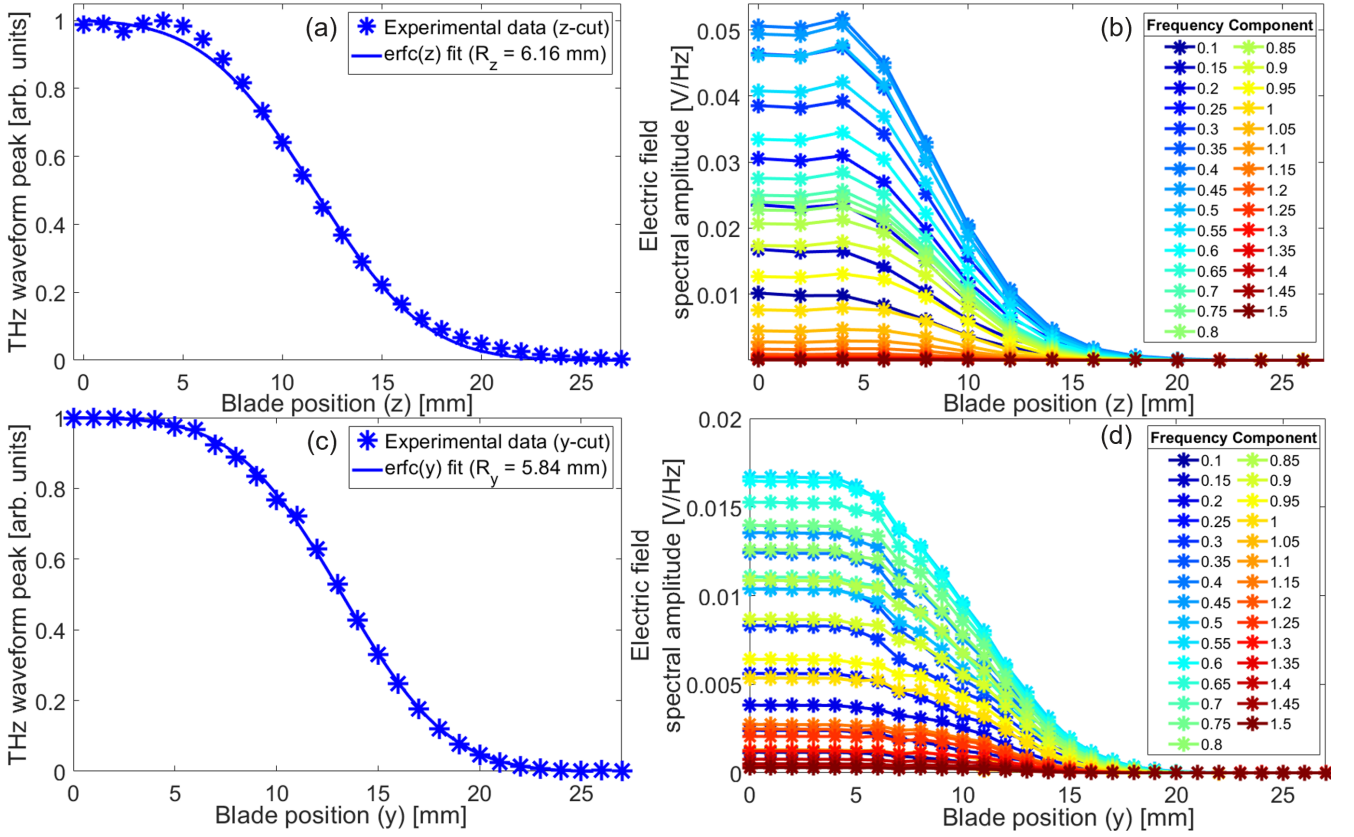 (a)
Experimental data (z-cut)
erfc(z) fit (R_z = 6.16 mm)
THz waveform peak [arb. units]
1
0.8
0.6
0.4
0.2
0
0 5 10 15 20 25
Blade position (z) [mm]
(b)
Electric field
spectral amplitude [V/Hz]
0.05
0.04
0.03
0.02
0.01
0 5 10 15 20 25
Blade position (z) [mm]
Frequency Component
0.1 0.85
0.15 0.9
0.2 0.95
0.25 1
0.3 1.05
0.35 1.1
0.4 1.15
0.45 1.2
0.5 1.25
0.55 1.3
0.6 1.35
0.65 1.4
0.7 1.45
0.75 1.5
0.8
(c)
Experimental data (y-cut)
erfc(y) fit (R_y = 5.84 mm)
THz waveform peak [arb. units]
1
0.8
0.6
0.4
0.2
0
0 5 10 15 20 25
Blade position (y) [mm]
(d)
Electric field
spectral amplitude [V/Hz]
0.02
0.015
0.01
0.005
0
0 5 10 15 20 25
Blade position (y) [mm]
Frequency Component
0.1 0.85
0.15 0.9
0.2 0.95
0.25 1
0.3 1.05
0.35 1.1
0.4 1.15
0.45 1.2
0.5 1.25
0.55 1.3
0.6 1.35
0.65 1.4
0.7 1.45
0.75 1.5
0.8